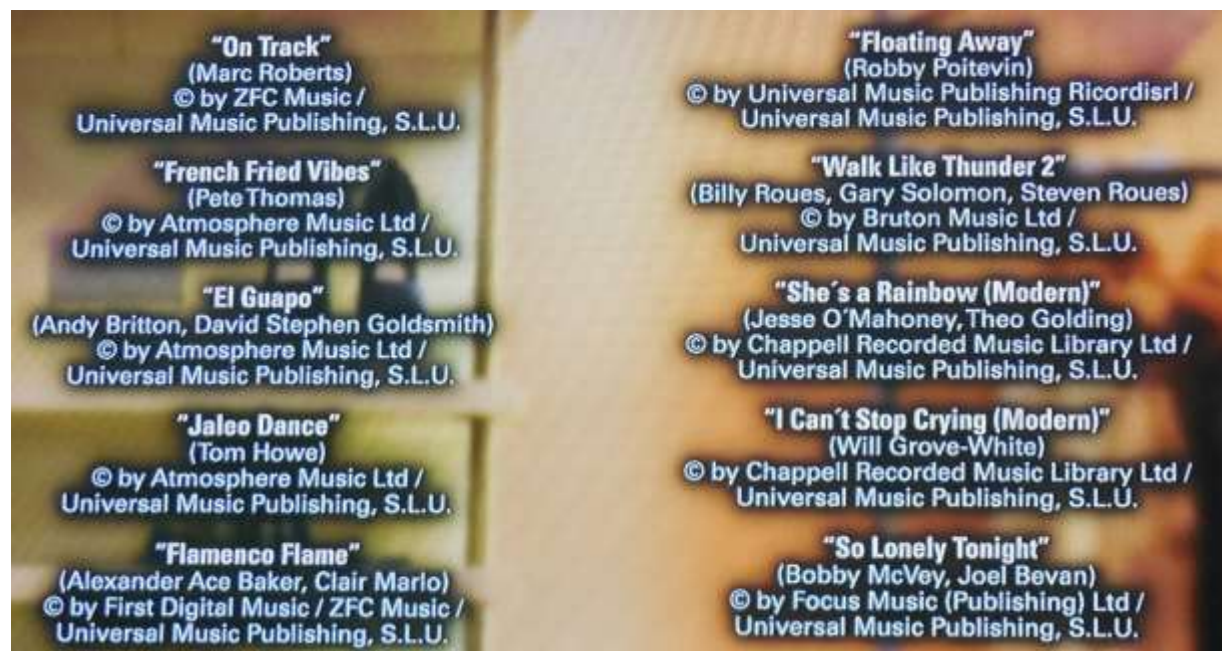 "On Track"
(Marc Roberts)
© by ZFC Music /
Universal Music Publishing, S.L.U.
"French Fried Vibes"
(Pete Thomas)
© by Atmosphere Music Ltd /
Universal Music Publishing, S.L.U.
"El Guapo"
(Andy Britton, David Stephen Goldsmith)
© by Atmosphere Music Ltd /
Universal Music Publishing, S.L.U.
"Jaleo Dance"
(Tom Howe)
© by Atmosphere Music Ltd /
Universal Music Publishing, S.L.U.
"Flamenco Flame"
(Alexander Ace Baker, Clair Marlo)
© by First Digital Music / ZFC Music /
Universal Music Publishing, S.L.U.
"Floating Away"
(Robby Poitevin)
© by Universal Music Publishing Ricordisrl /
Universal Music Publishing, S.L.U.
"Walk Like Thunder 2"
(Billy Roues, Gary Solomon, Steven Roues)
© by Bruton Music Ltd /
Universal Music Publishing, S.L.U.
"She´s a Rainbow (Modern)"
(Jesse O´Mahoney, Theo Golding)
© by Chappell Recorded Music Library Ltd /
Universal Music Publishing, S.L.U.
"I Can´t Stop Crying (Modern)"
(Will Grove-White)
© by Chappell Recorded Music Library Ltd /
Universal Music Publishing, S.L.U.
"So Lonely Tonight"
(Bobby McVey, Joel Bevan)
© by Focus Music (Publishing) Ltd /
Universal Music Publishing, S.L.U.